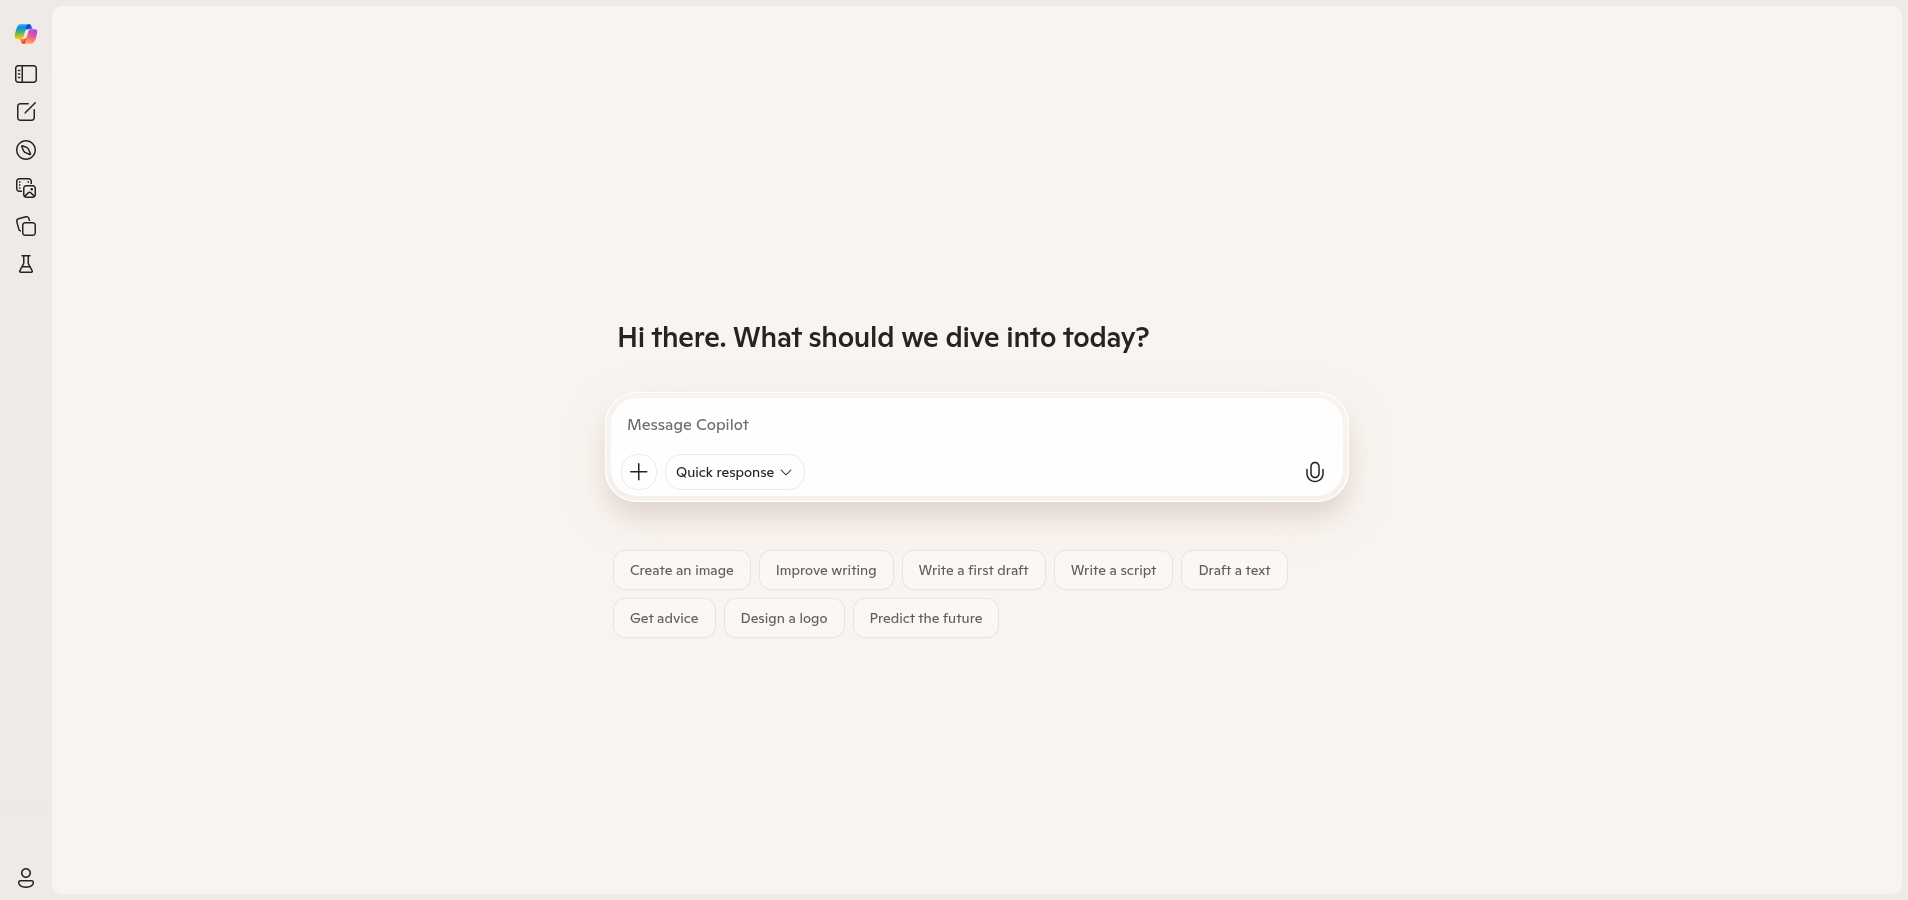 Hi there. What should we dive into today?
Message Copilot
Quick response
Create an image
Improve writing
Write a first draft
Write a script
Draft a text
Get advice
Design a logo
Predict the future